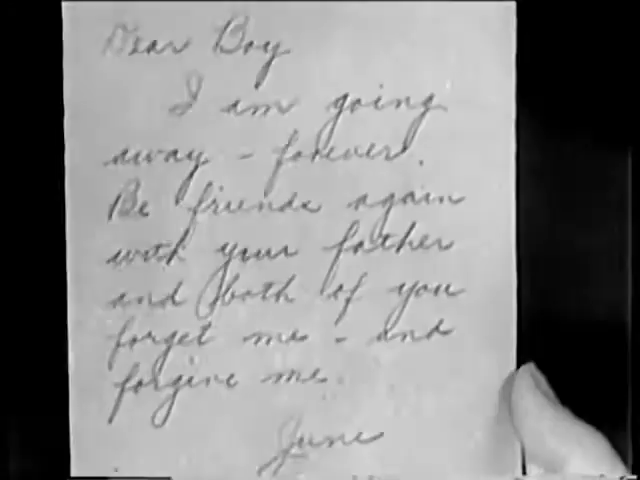 Dear Boy
I am going
away - forever.
Be friends again
with your father
and both of you
forget me - and
forgive me.
June